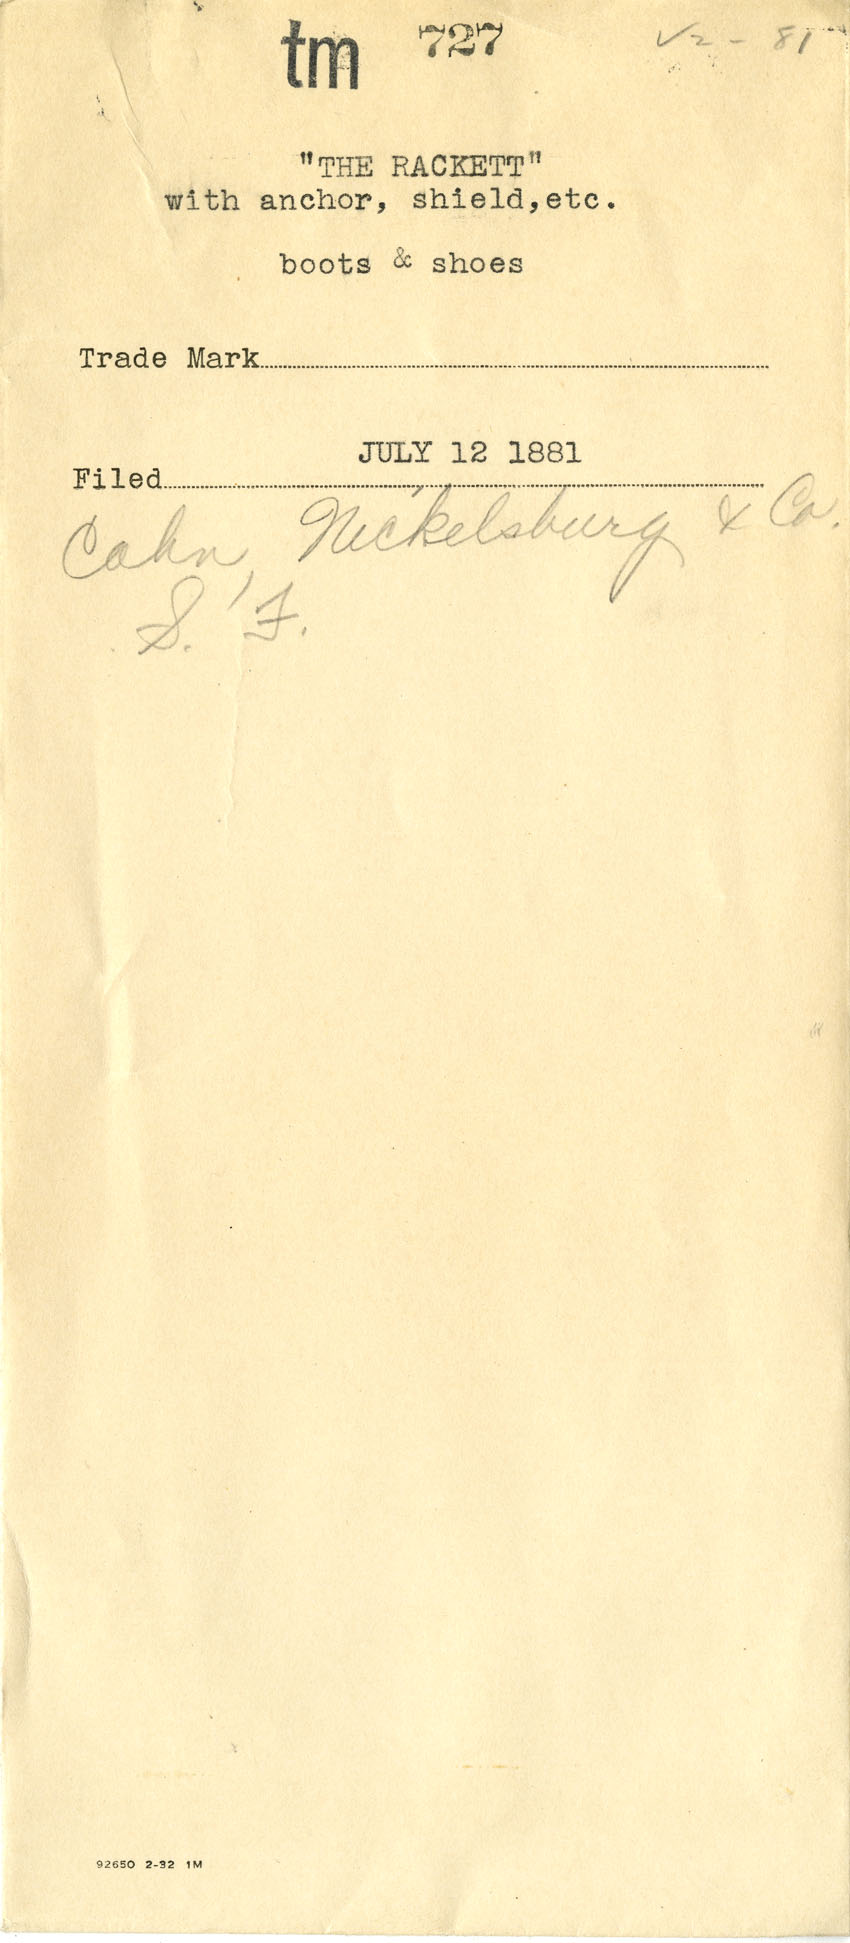 tm 727 √2 - 81
"THE RACKETT"
with anchor, shield,etc.
boots & shoes
Trade Mark
JULY 12 1881
Filed
Cahn, Nickelsburg & Co.
S. F.
92650 2-32 1M